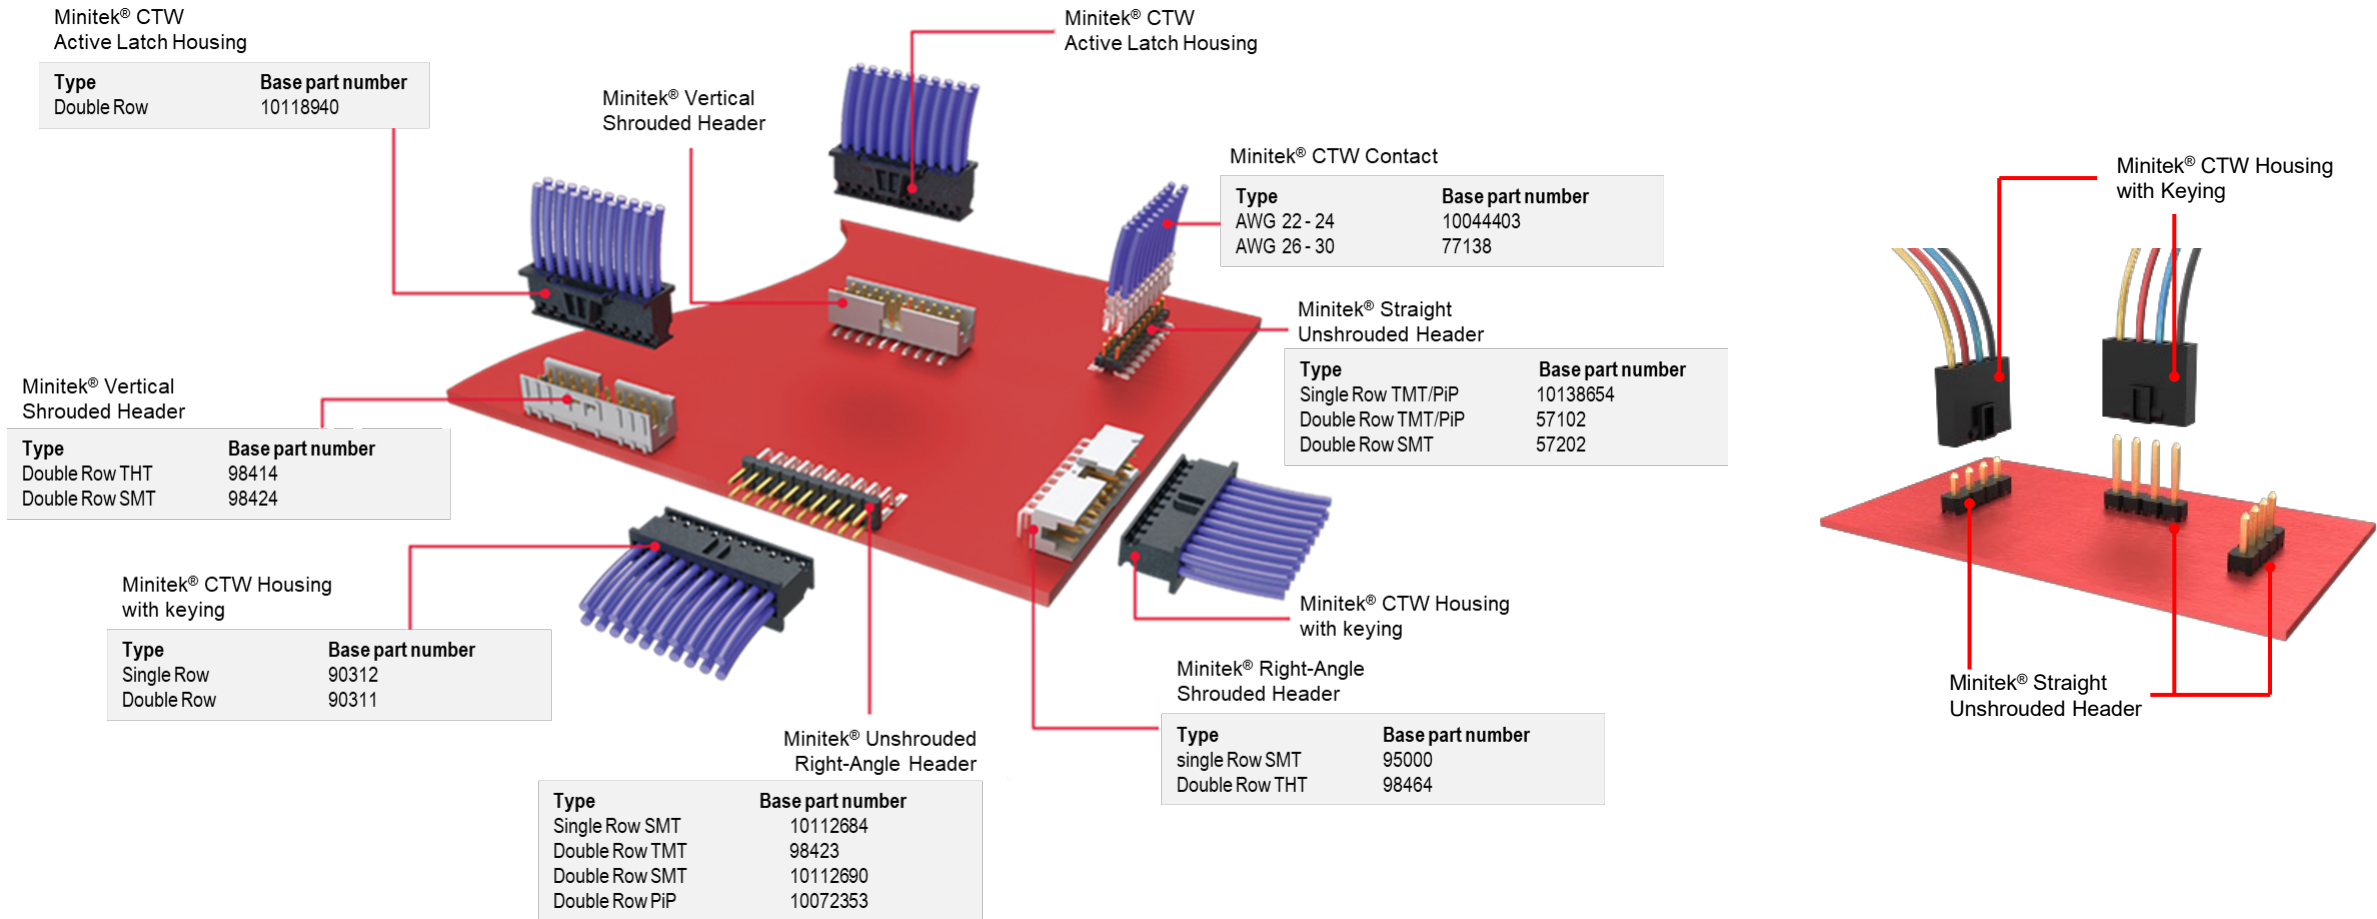 Minitek® CTW
Active Latch Housing
Type Base part number
Double Row 10118940
Minitek® Vertical
Shrouded Header
Minitek® CTW
Active Latch Housing
Minitek® CTW Contact
Type Base part number
AWG 22 - 24 10044403
AWG 26 - 30 77138
Minitek® Straight
Unshrouded Header
Type Base part number
Single Row TMT/PiP 10138654
Double Row TMT/PiP 57102
Double Row SMT 57202
Minitek® Vertical
Shrouded Header
Type Base part number
Double Row THT 98414
Double Row SMT 98424
Minitek® CTW Housing
with keying
Type Base part number
Single Row 90312
Double Row 90311
Minitek® Unshrouded
Right-Angle Header
Type Base part number
Single Row SMT 10112684
Double Row TMT 98423
Double Row SMT 10112690
Double Row PiP 10072353
Minitek® CTW Housing
with keying
Minitek® Right-Angle
Shrouded Header
Type Base part number
single Row SMT 95000
Double Row THT 98464
Minitek® CTW Housing
with Keying
Minitek® Straight
Unshrouded Header